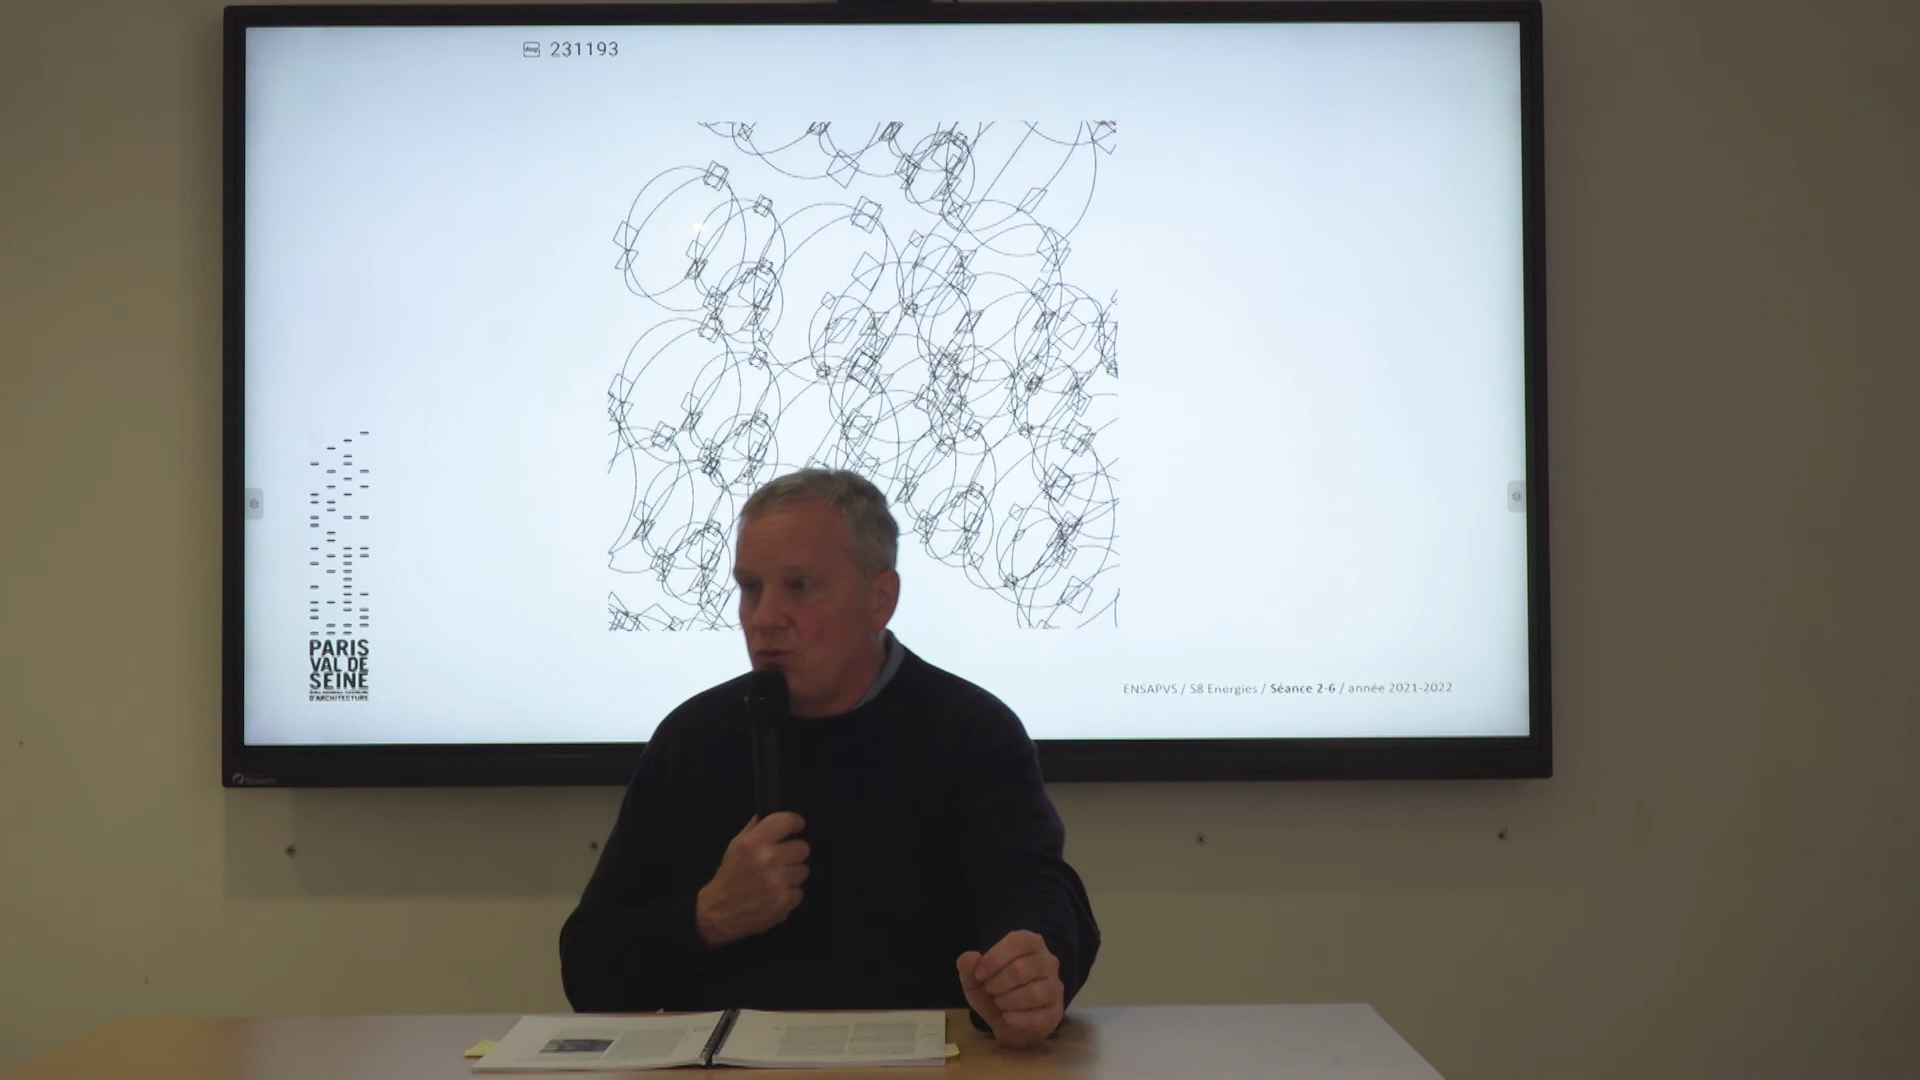 231193
PARIS
VAL DE
SEINE
D'ARCHITECTURE
ENSAPVS / S8 Energies / Séance 2-6 / année 2021-2022